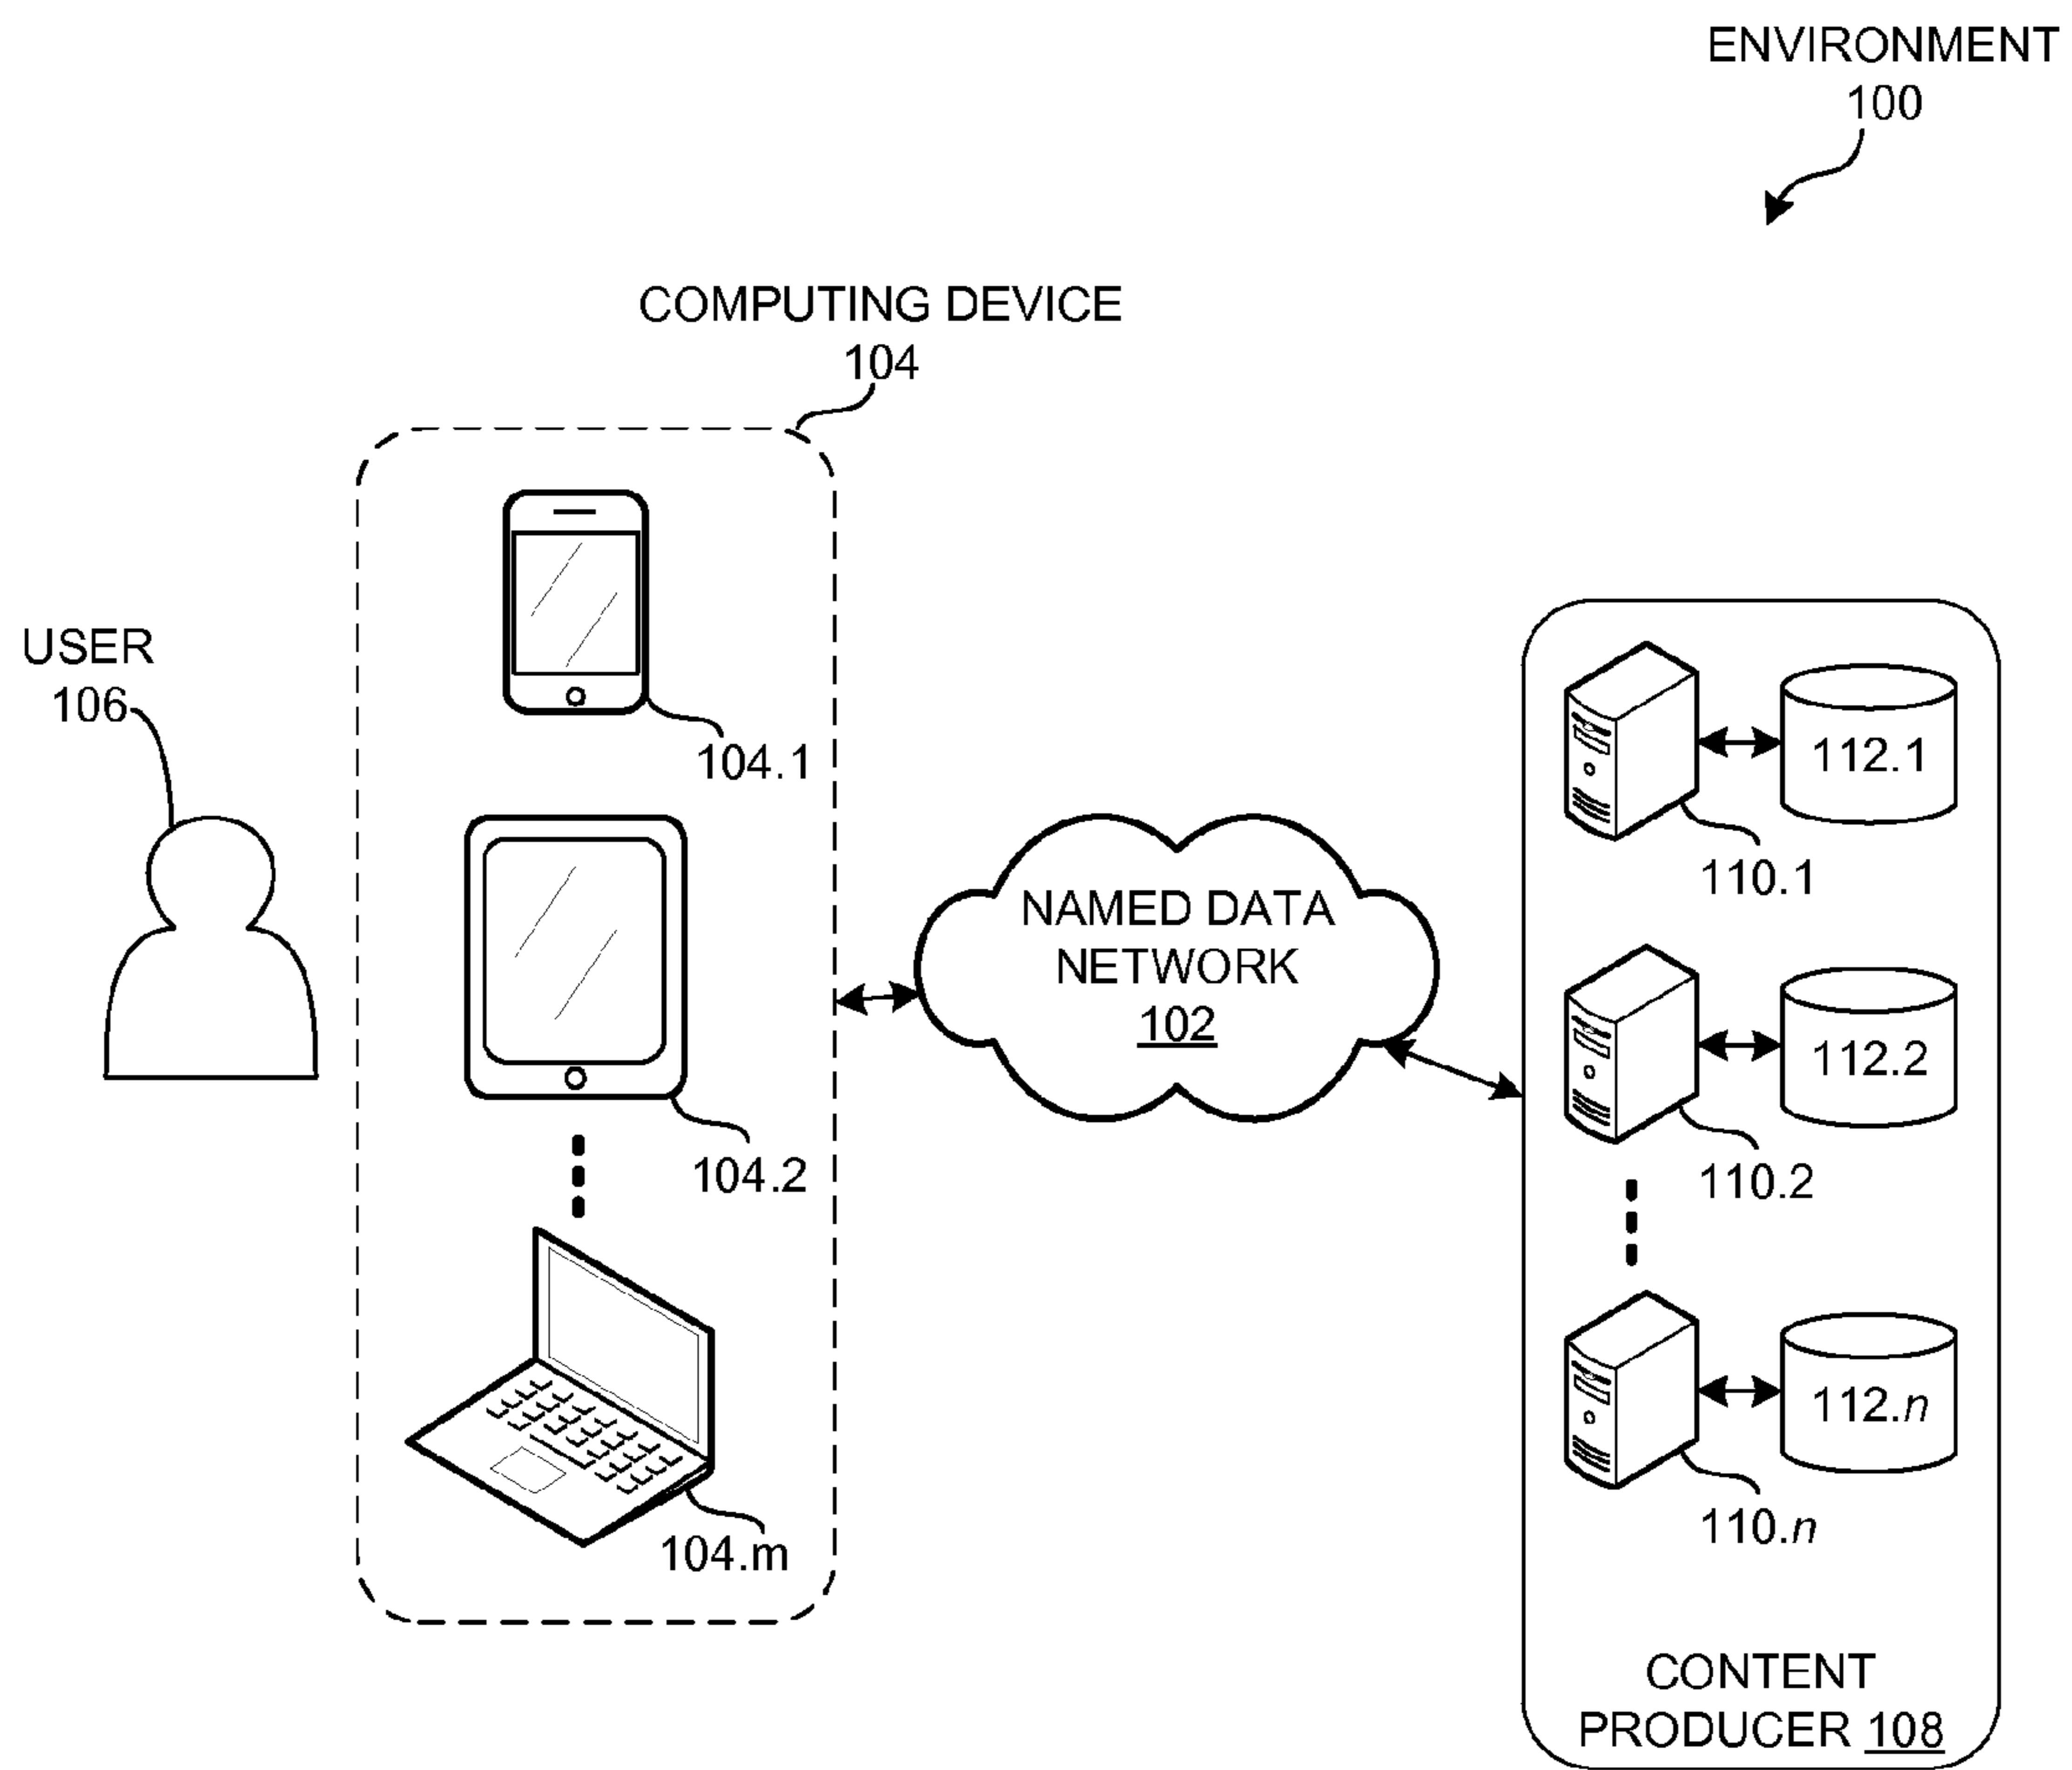 ENVIRONMENT
100
COMPUTING DEVICE
104
USER
106
104.1
104.2
104.m
NAMED DATA
NETWORK
102
112.1
110.1
112.2
110.2
112.n
110.n
CONTENT
PRODUCER 108